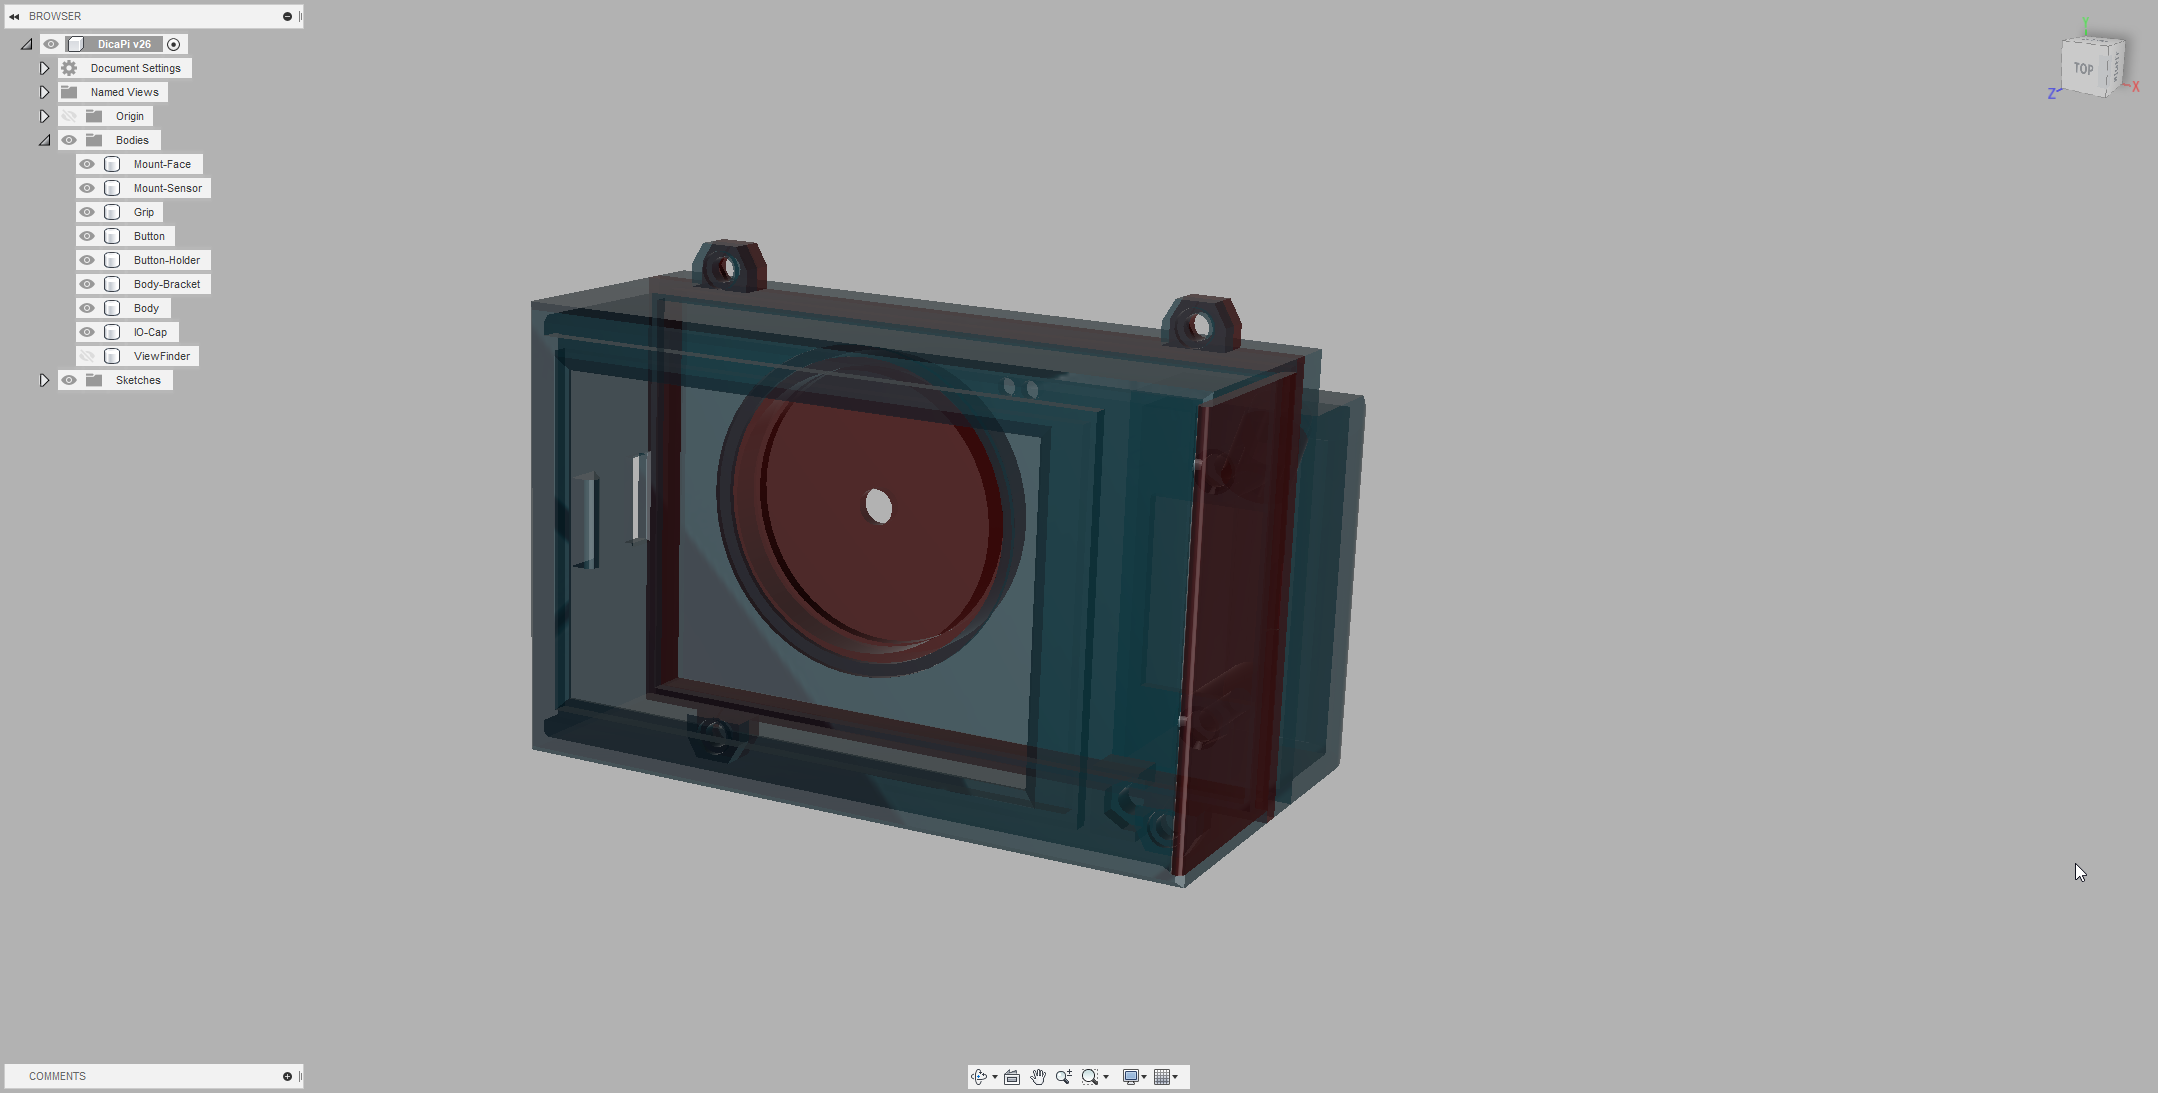 BROWSER
DicaPi v26
Document Settings
Named Views
Origin
Bodies
Mount-Face
Mount-Sensor
Grip
Button
Button-Holder
Body-Bracket
Body
IO-Cap
ViewFinder
Sketches
Y
TOP
Z
X
COMMENTS